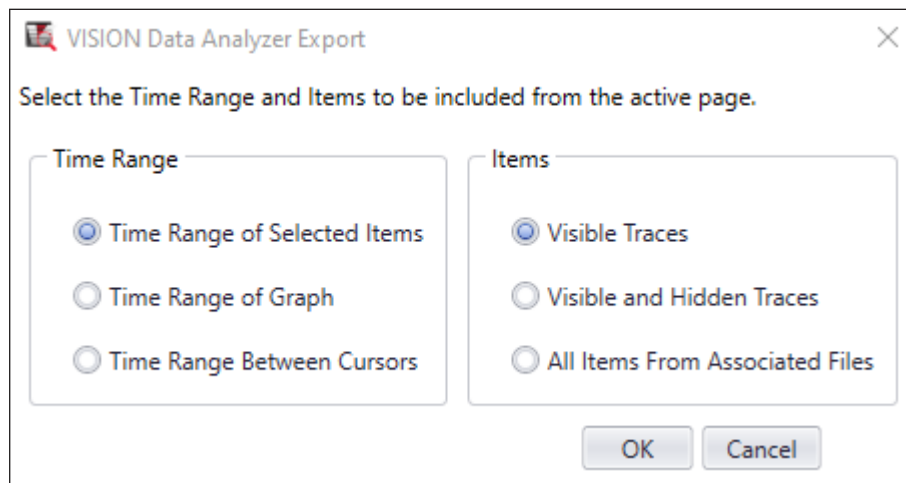 VISION Data Analyzer Export
Select the Time Range and Items to be included from the active page.
Time Range
Time Range of Selected Items
Time Range of Graph
Time Range Between Cursors
Items
Visible Traces
Visible and Hidden Traces
All Items From Associated Files
OK
Cancel